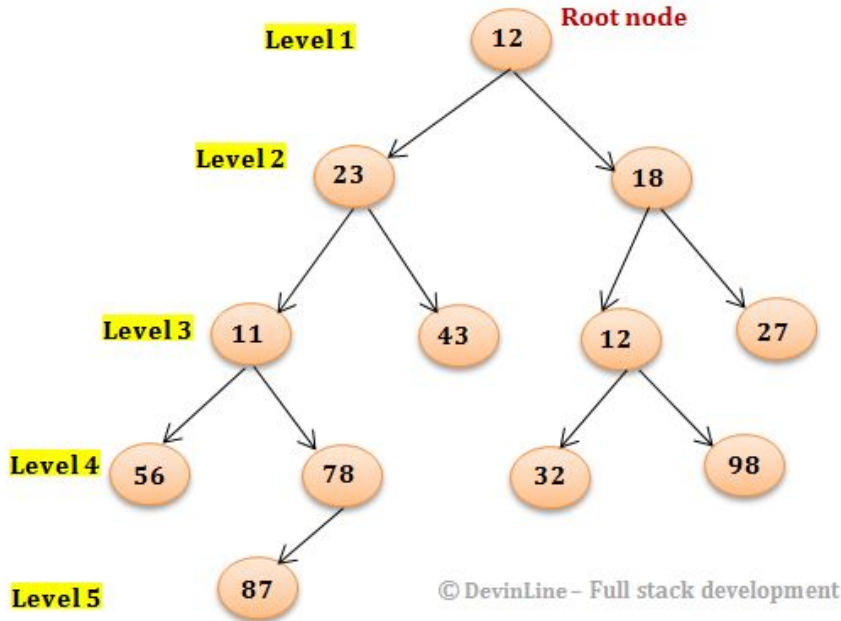 Root node
Level 1 12
Level 2 23 18
Level 3 11 43 12 27
Level 4 56 78 32 98
Level 5 87 © DevinLine – Full stack development